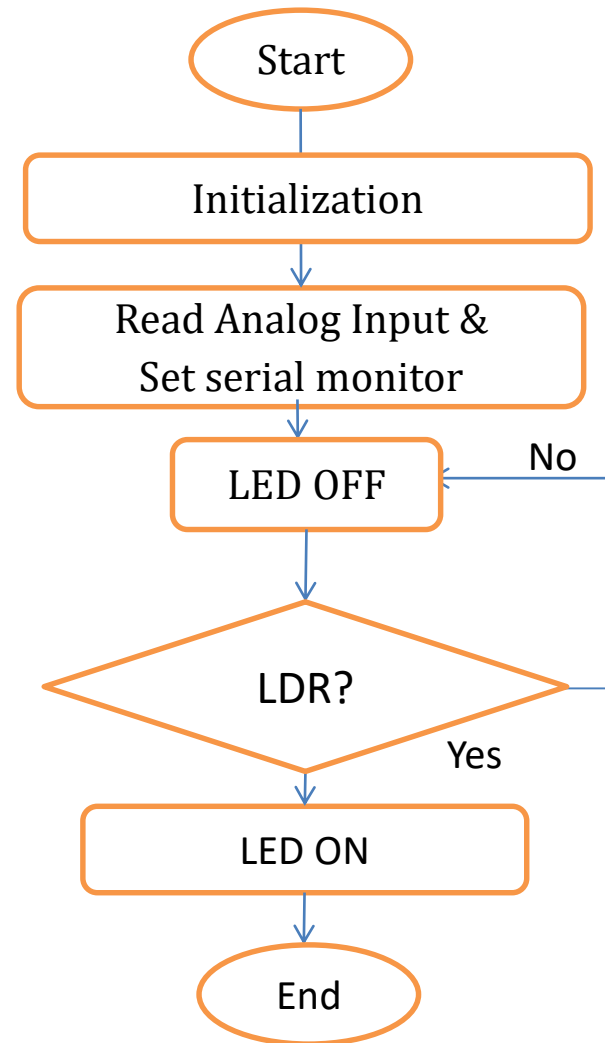 Start
Initialization
Read Analog Input &
Set serial monitor
LED OFF
No
LDR?
Yes
LED ON
End